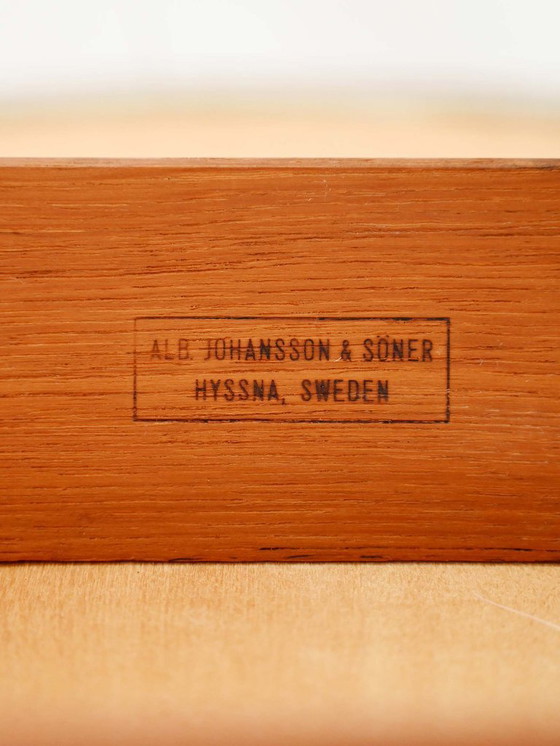 ALB. JOHANSSON & SÖNER
HYSSNA, SWEDEN